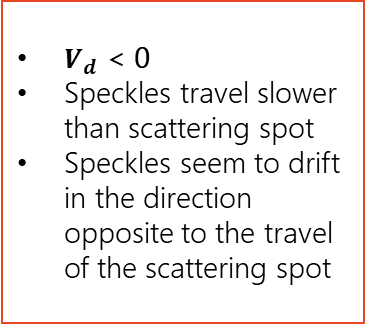 • V_d < 0
• Speckles travel slower
than scattering spot
• Speckles seem to drift
in the direction
opposite to the travel
of the scattering spot